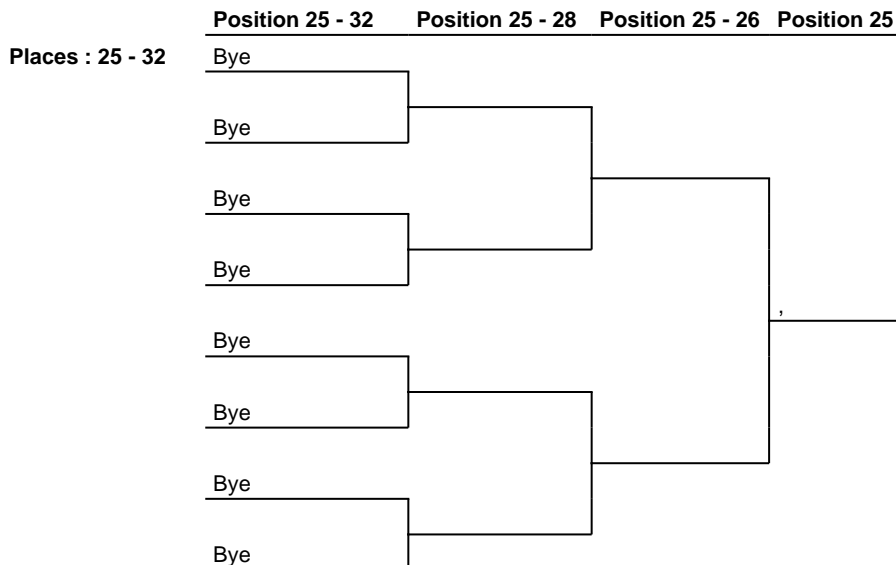 Position 25 - 32 Position 25 - 28 Position 25 - 26 Position 25
Places : 25 - 32 Bye
Bye
Bye
Bye
,
Bye
Bye
Bye
Bye